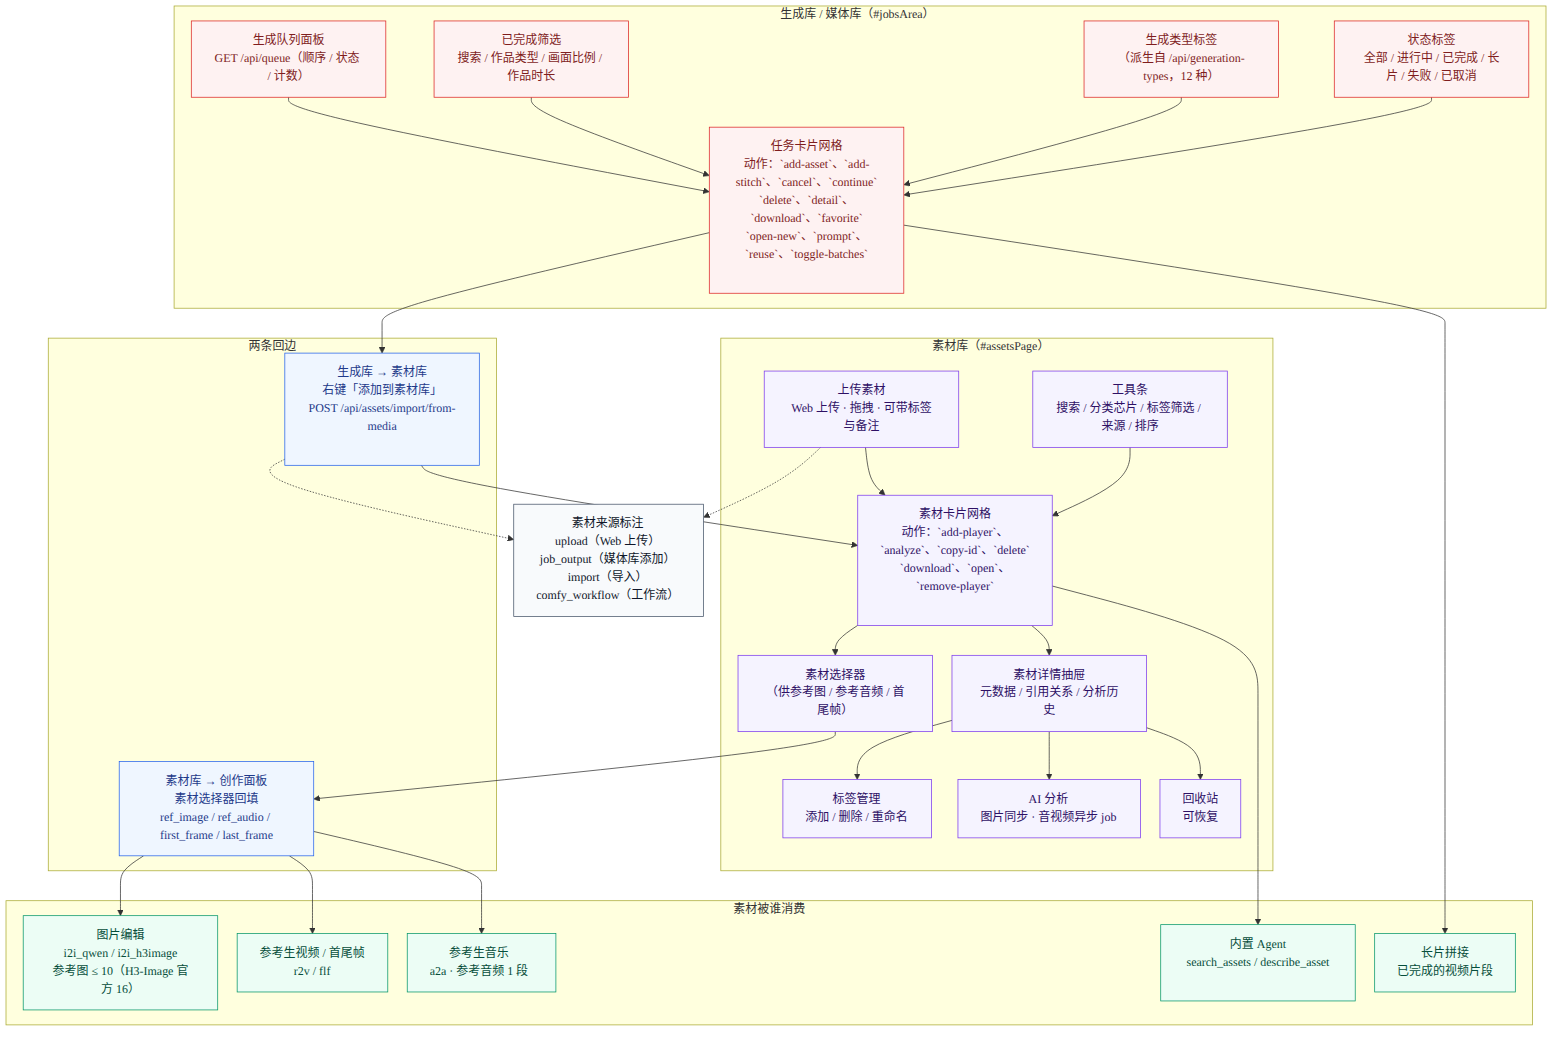 生成库 / 媒体库（#jobsArea）
生成队列面板
GET /api/queue（顺序 / 状态
/ 计数）
已完成筛选
搜索 / 作品类型 / 画面比例 /
作品时长
生成类型标签
（派生自 /api/generation-
types，12 种）
状态标签
全部 / 进行中 / 已完成 / 长
片 / 失败 / 已取消
任务卡片网格
动作：`add-asset`、`add-
stitch`、`cancel`、`continue`
`delete`、`detail`、
`download`、`favorite`
`open-new`、`prompt`、
`reuse`、`toggle-batches`
两条回边
生成库 → 素材库
右键「添加到素材库」
POST /api/assets/import/from-
media
素材库（#assetsPage）
上传素材
Web 上传 · 拖拽 · 可带标签
与备注
工具条
搜索 / 分类芯片 / 标签筛选 /
来源 / 排序
素材来源标注
upload（Web 上传）
job_output（媒体库添加）
import（导入）
comfy_workflow（工作流）
素材卡片网格
动作：`add-player`、
`analyze`、`copy-id`、`delete`
`download`、`open`、
`remove-player`
素材选择器
（供参考图 / 参考音频 / 首
尾帧）
素材详情抽屉
元数据 / 引用关系 / 分析历
史
素材库 → 创作面板
素材选择器回填
ref_image / ref_audio /
first_frame / last_frame
标签管理
添加 / 删除 / 重命名
AI 分析
图片同步 · 音视频异步 job
回收站
可恢复
素材被谁消费
图片编辑
i2i_qwen / i2i_h3image
参考图 ≤ 10（H3-Image 官
方 16）
参考生视频 / 首尾帧
r2v / flf
参考生音乐
a2a · 参考音频 1 段
内置 Agent
search_assets / describe_asset
长片拼接
已完成的视频片段